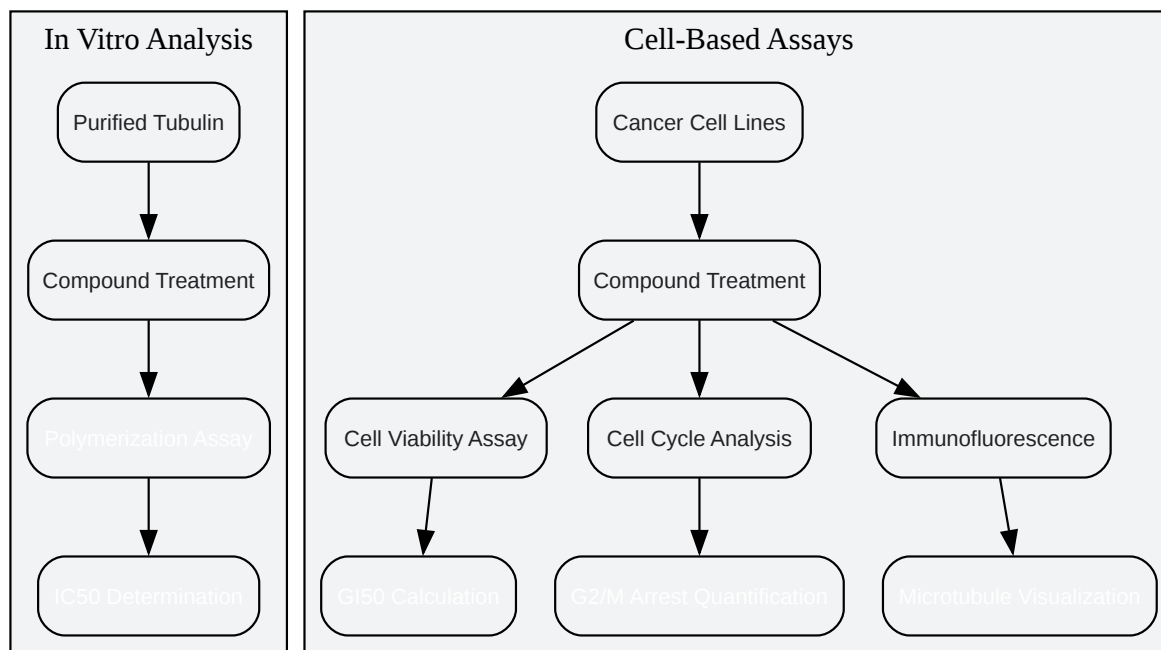 In Vitro Analysis
Purified Tubulin
Compound Treatment
Polymerization Assay
IC50 Determination
Cell-Based Assays
Cancer Cell Lines
Compound Treatment
Cell Viability Assay
Cell Cycle Analysis
Immunofluorescence
GI50 Calculation
G2/M Arrest Quantification
Microtubule Visualization